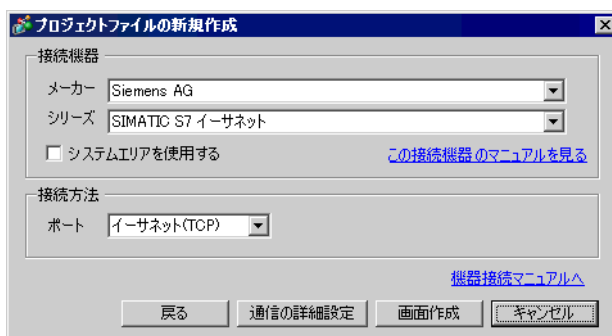 プロジェクトファイルの新規作成
接続機器
メーカー Siemens AG
シリーズ SIMATIC S7 イーサネット
システムエリアを使用する この接続機器のマニュアルを見る
接続方法
ポート イーサネット(TCP)
機器接続マニュアルへ
戻る 通信の詳細設定 画面作成 キャンセル